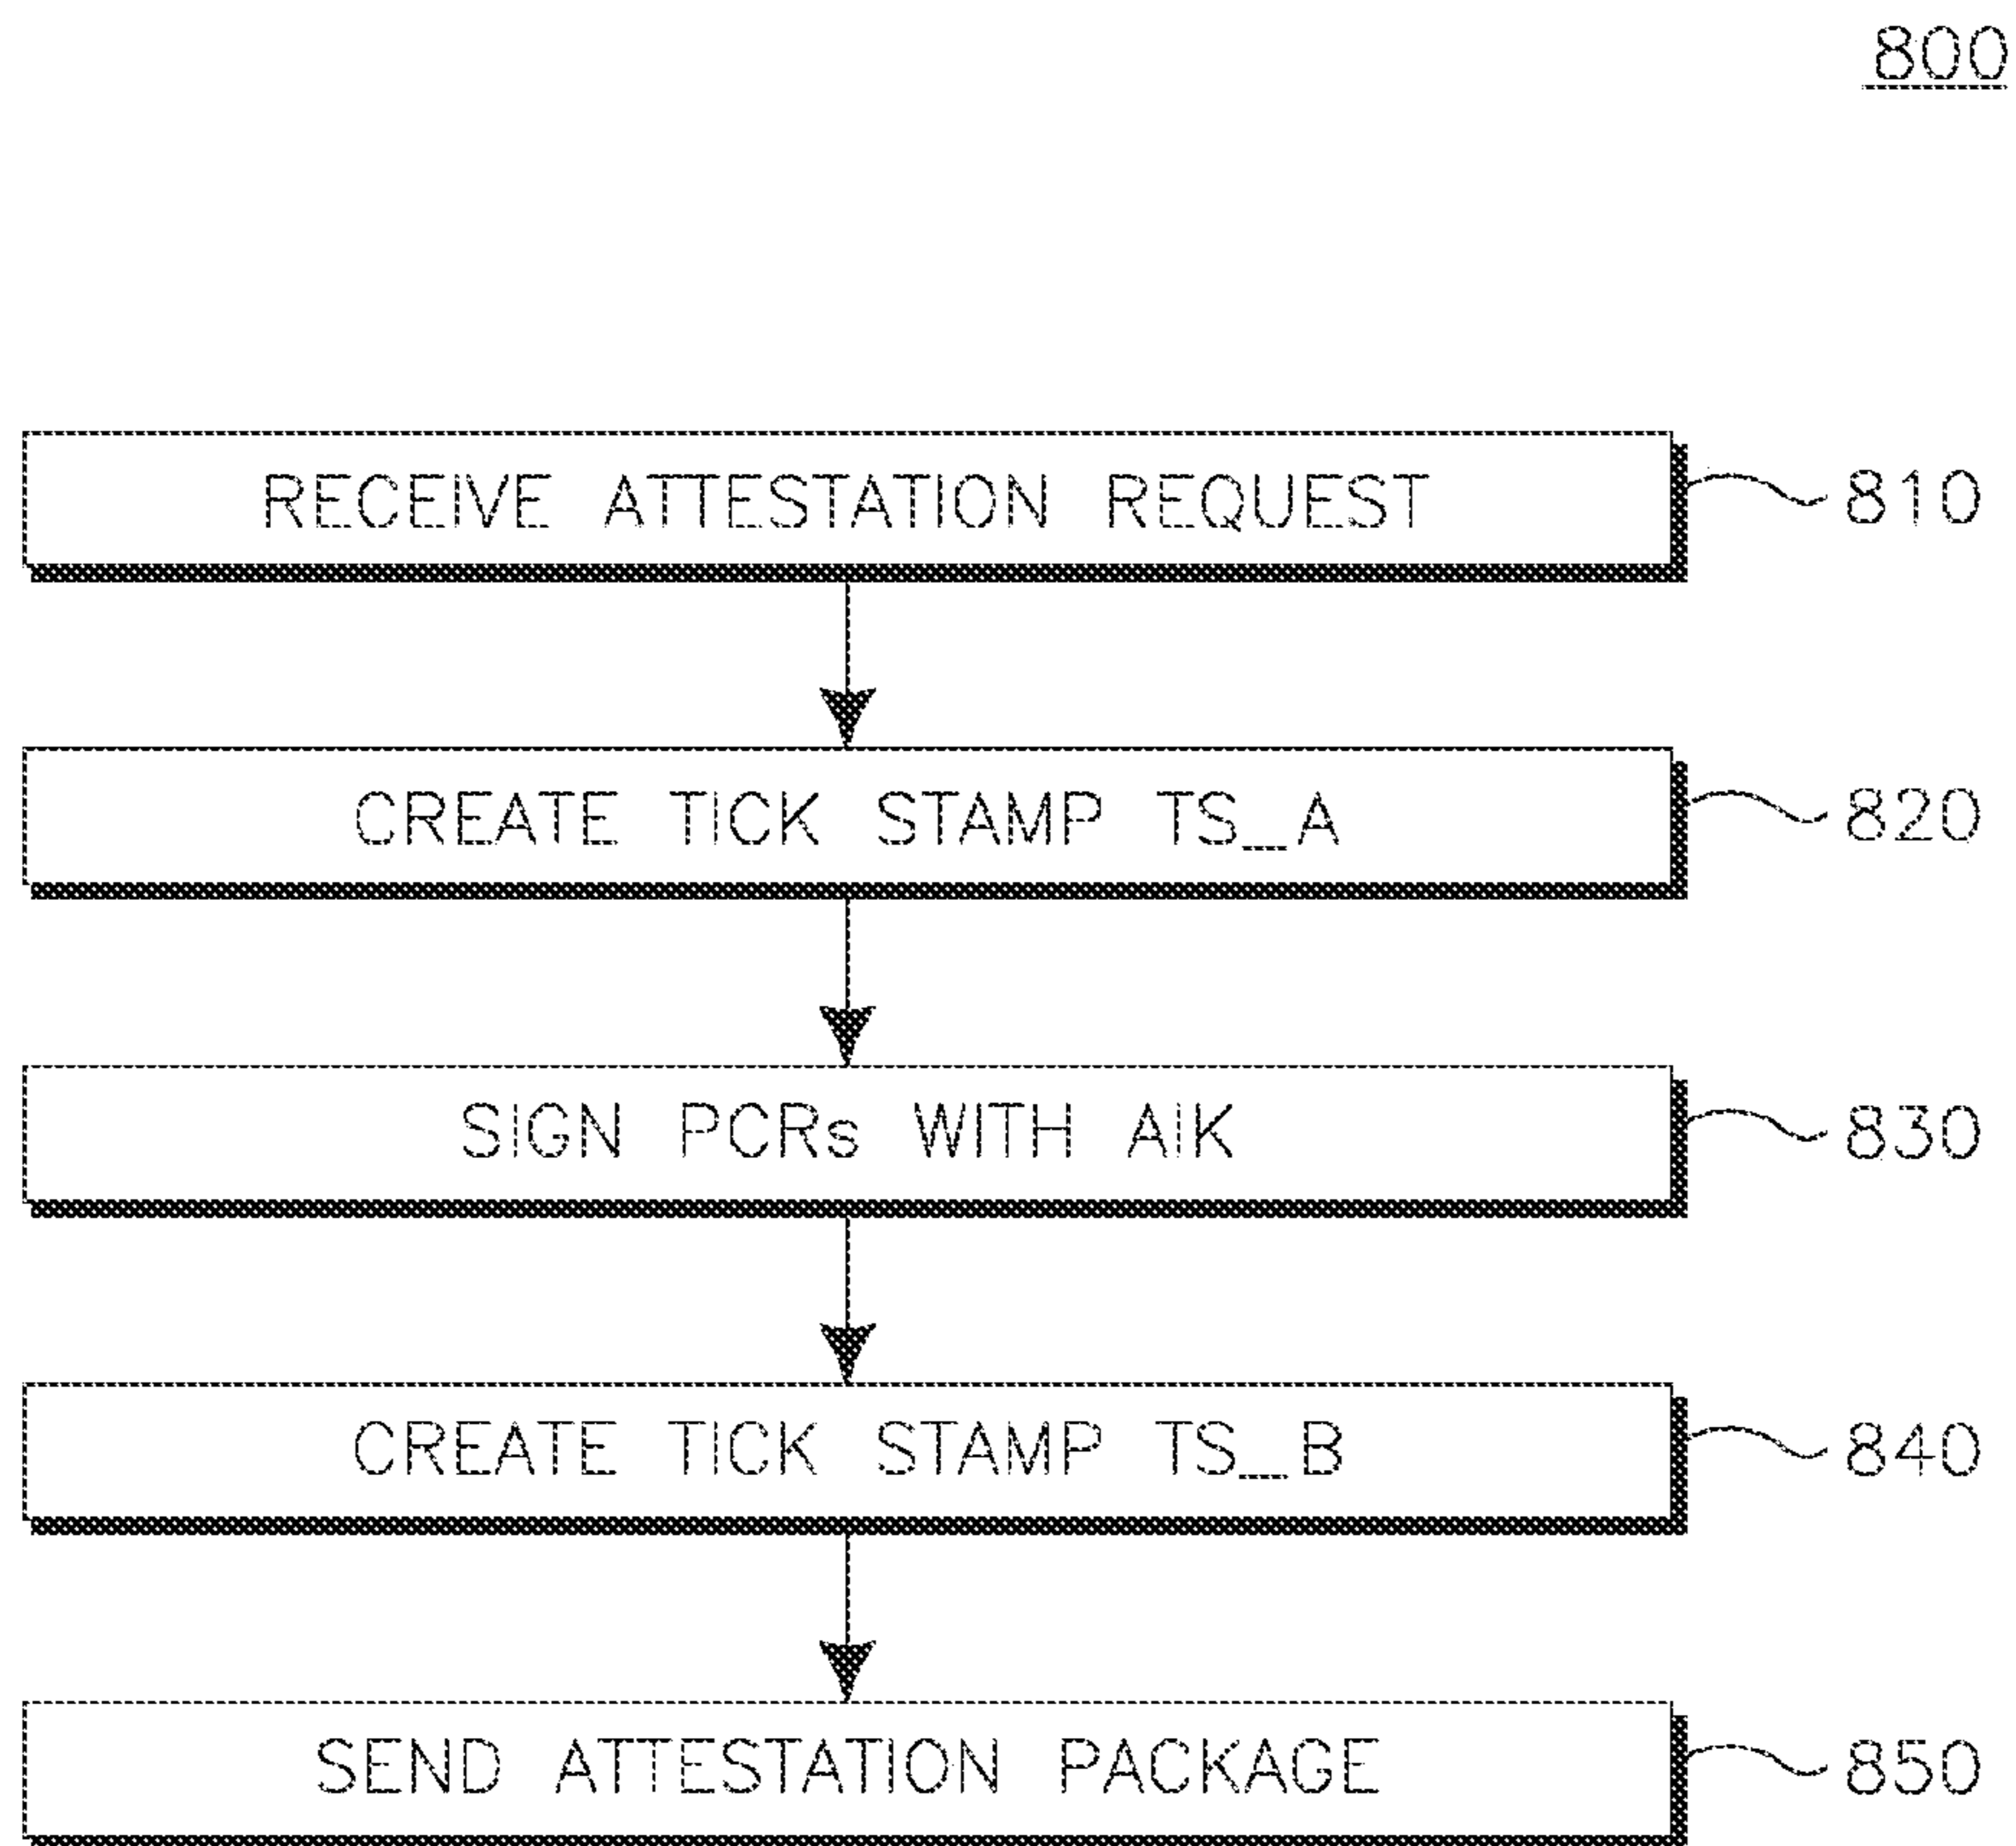 800
RECEIVE ATTESTATION REQUEST
810
CREATE TICK STAMP TS_A
820
SIGN PCRs WITH AIK
830
CREATE TICK STAMP TS_B
840
SEND ATTESTATION PACKAGE
850